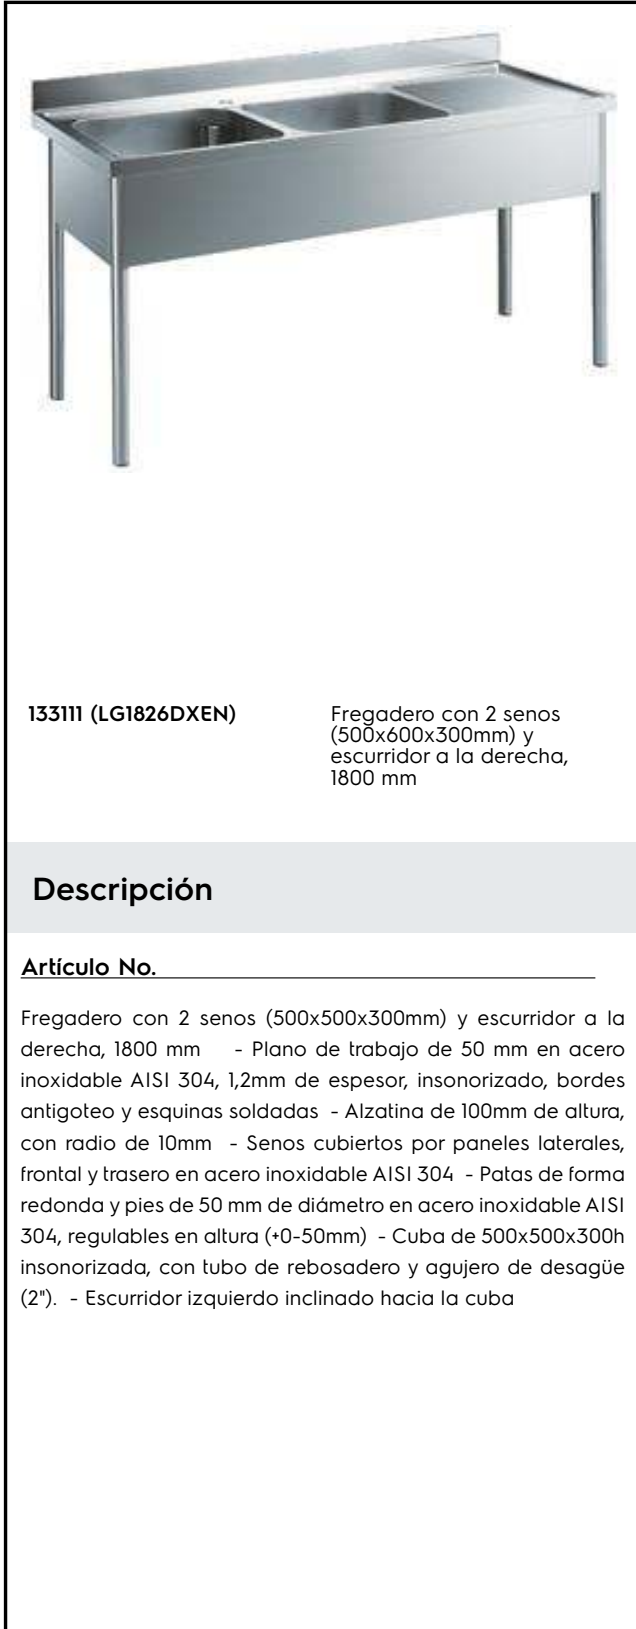 133111 (LG1826DXEN)
Fregadero con 2 senos
(500x600x300mm) y
escurridor a la derecha,
1800 mm
Descripción
Artículo No.
Fregadero con 2 senos (500x500x300mm) y escurridor a la
derecha, 1800 mm - Plano de trabajo de 50 mm en acero
inoxidable AISI 304, 1,2mm de espesor, insonorizado, bordes
antigoteo y esquinas soldadas - Alzatina de 100mm de altura,
con radio de 10mm - Senos cubiertos por paneles laterales,
frontal y trasero en acero inoxidable AISI 304 - Patas de forma
redonda y pies de 50 mm de diámetro en acero inoxidable AISI
304, regulables en altura (+0-50mm) - Cuba de 500x500x300h
insonorizada, con tubo de rebosadero y agujero de desagüe
(2"). - Escurridor izquierdo inclinado hacia la cuba